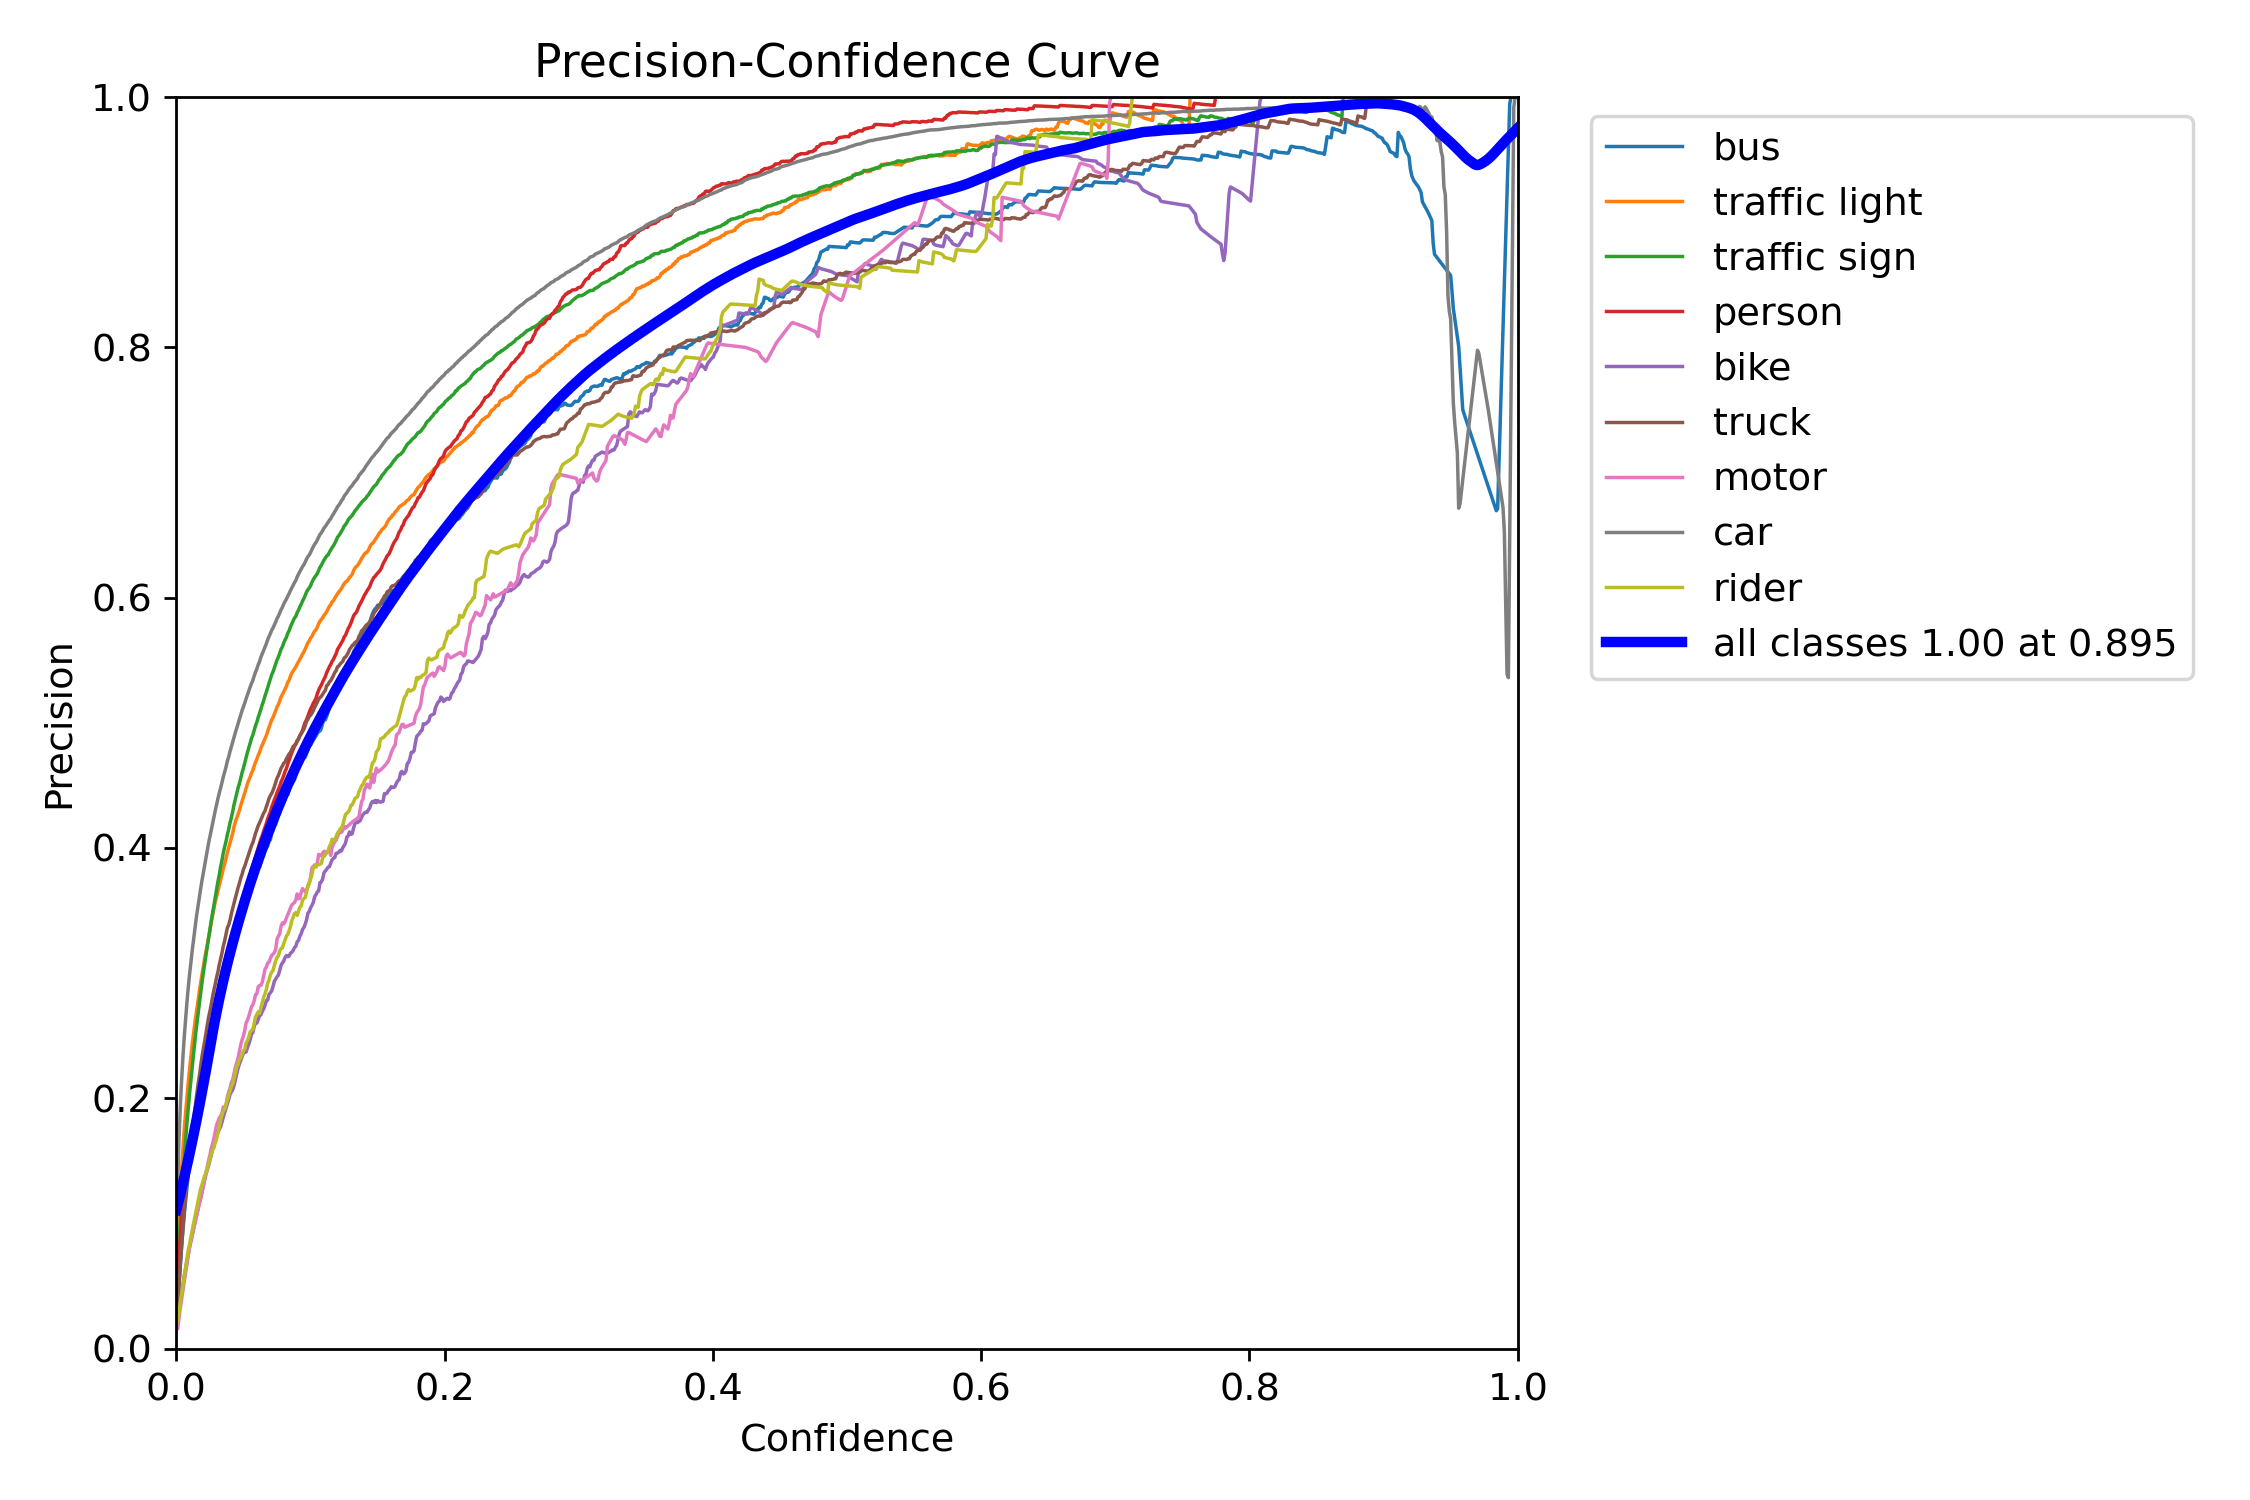 Precision-Confidence Curve
1.0
0.8
0.6
0.4
0.2
0.0
Precision
0.0 0.2 0.4 0.6 0.8 1.0
Confidence
bus
traffic light
traffic sign
person
bike
truck
motor
car
rider
all classes 1.00 at 0.895